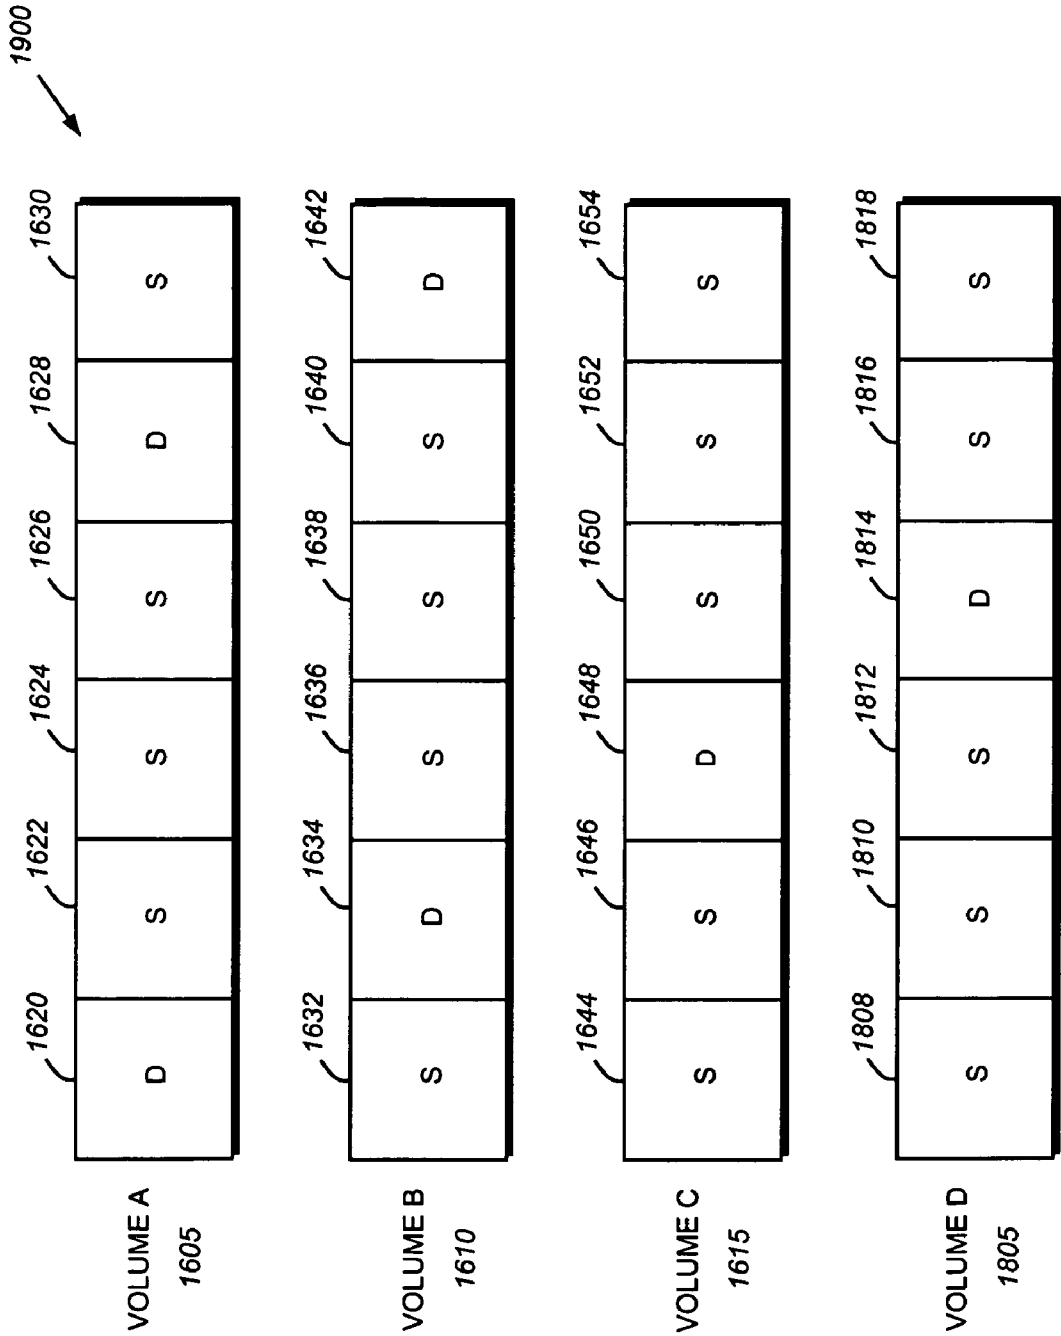 1900
1620 1622 1624 1626 1628 1630
VOLUME A D S S S D S
1605
1632 1634 1636 1638 1640 1642
VOLUME B S D S S S D
1610
1644 1646 1648 1650 1652 1654
VOLUME C S S D S S S
1615
1808 1810 1812 1814 1816 1818
VOLUME D S S S D S S
1805